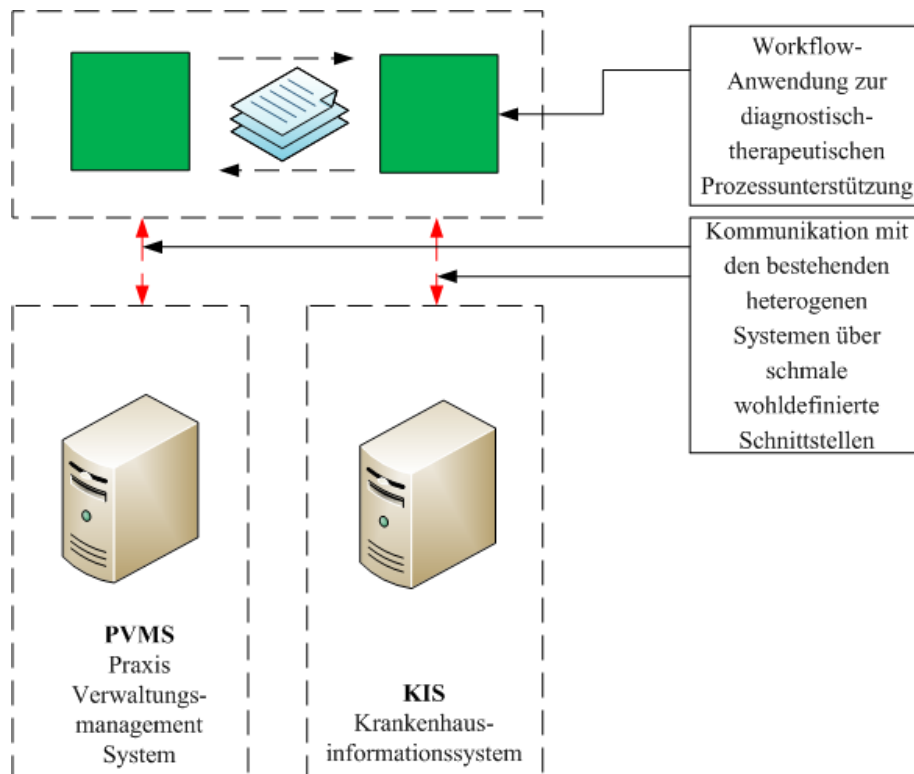 Workflow-
Anwendung zur
diagnostisch-
therapeutischen
Prozessunterstützung
Kommunikation mit
den bestehenden
heterogenen
Systemen über
schmale
wohldefinierte
Schnittstellen
PVMS
Praxis
Verwaltungs-
management
System
KIS
Krankenhaus-
informationssystem